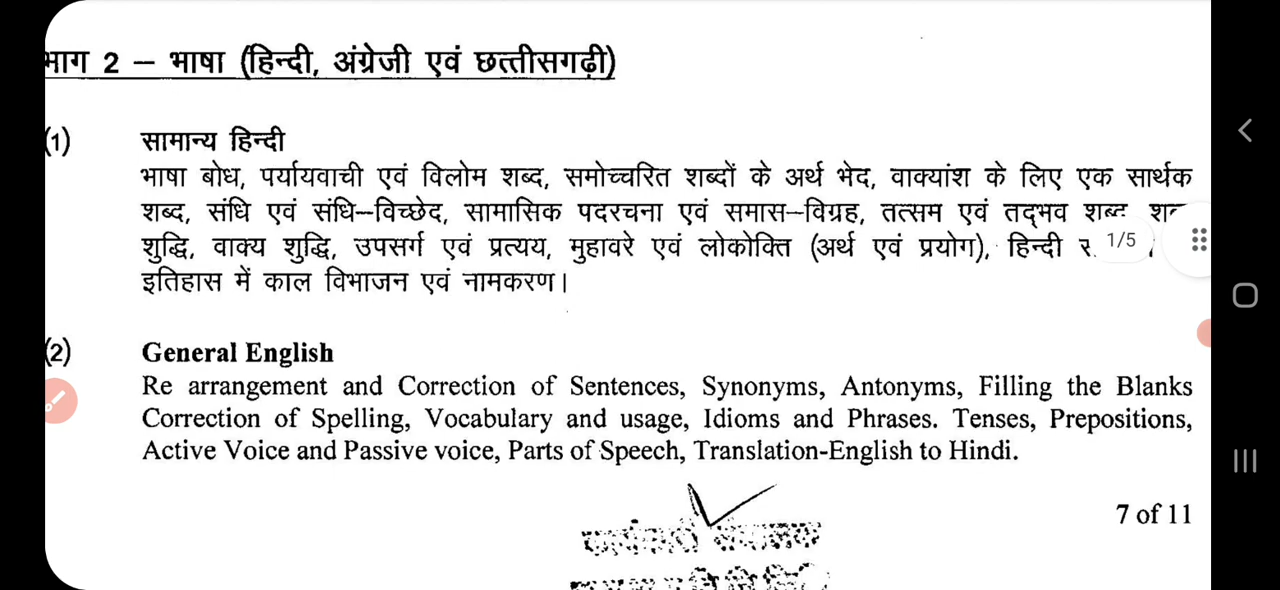 भाग 2 – भाषा (हिन्दी, अंग्रेजी एवं छत्तीसगढ़ी)
(1) सामान्य हिन्दी
भाषा बोध, पर्यायवाची एवं विलोम शब्द, समोच्चरित शब्दों के अर्थ भेद, वाक्यांश के लिए एक सार्थक
शब्द, संधि एवं संधि–विच्छेद, सामासिक पदरचना एवं समास–विग्रह, तत्सम एवं तद्भव शब्द,
शुद्धि, वाक्य शुद्धि, उपसर्ग एवं प्रत्यय, मुहावरे एवं लोकोक्ति (अर्थ एवं प्रयोग), हिन्दी
1/5
इतिहास में काल विभाजन एवं नामकरण।
(2) General English
Re arrangement and Correction of Sentences, Synonyms, Antonyms, Filling the Blanks
Correction of Spelling, Vocabulary and usage, Idioms and Phrases. Tenses, Prepositions,
Active Voice and Passive voice, Parts of Speech, Translation-English to Hindi.
7 of 11